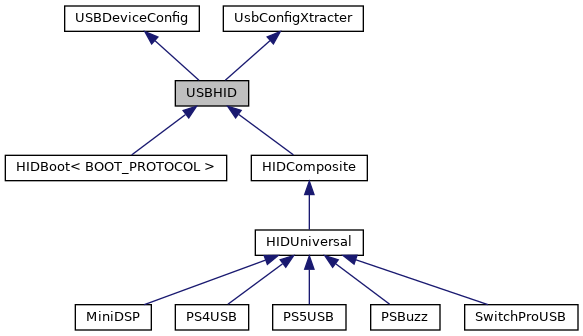 USBDeviceConfig
UsbConfigXtracter
USBHID
HIDBoot< BOOT_PROTOCOL >
HIDComposite
HIDUniversal
MiniDSP
PS4USB
PS5USB
PSBuzz
SwitchProUSB